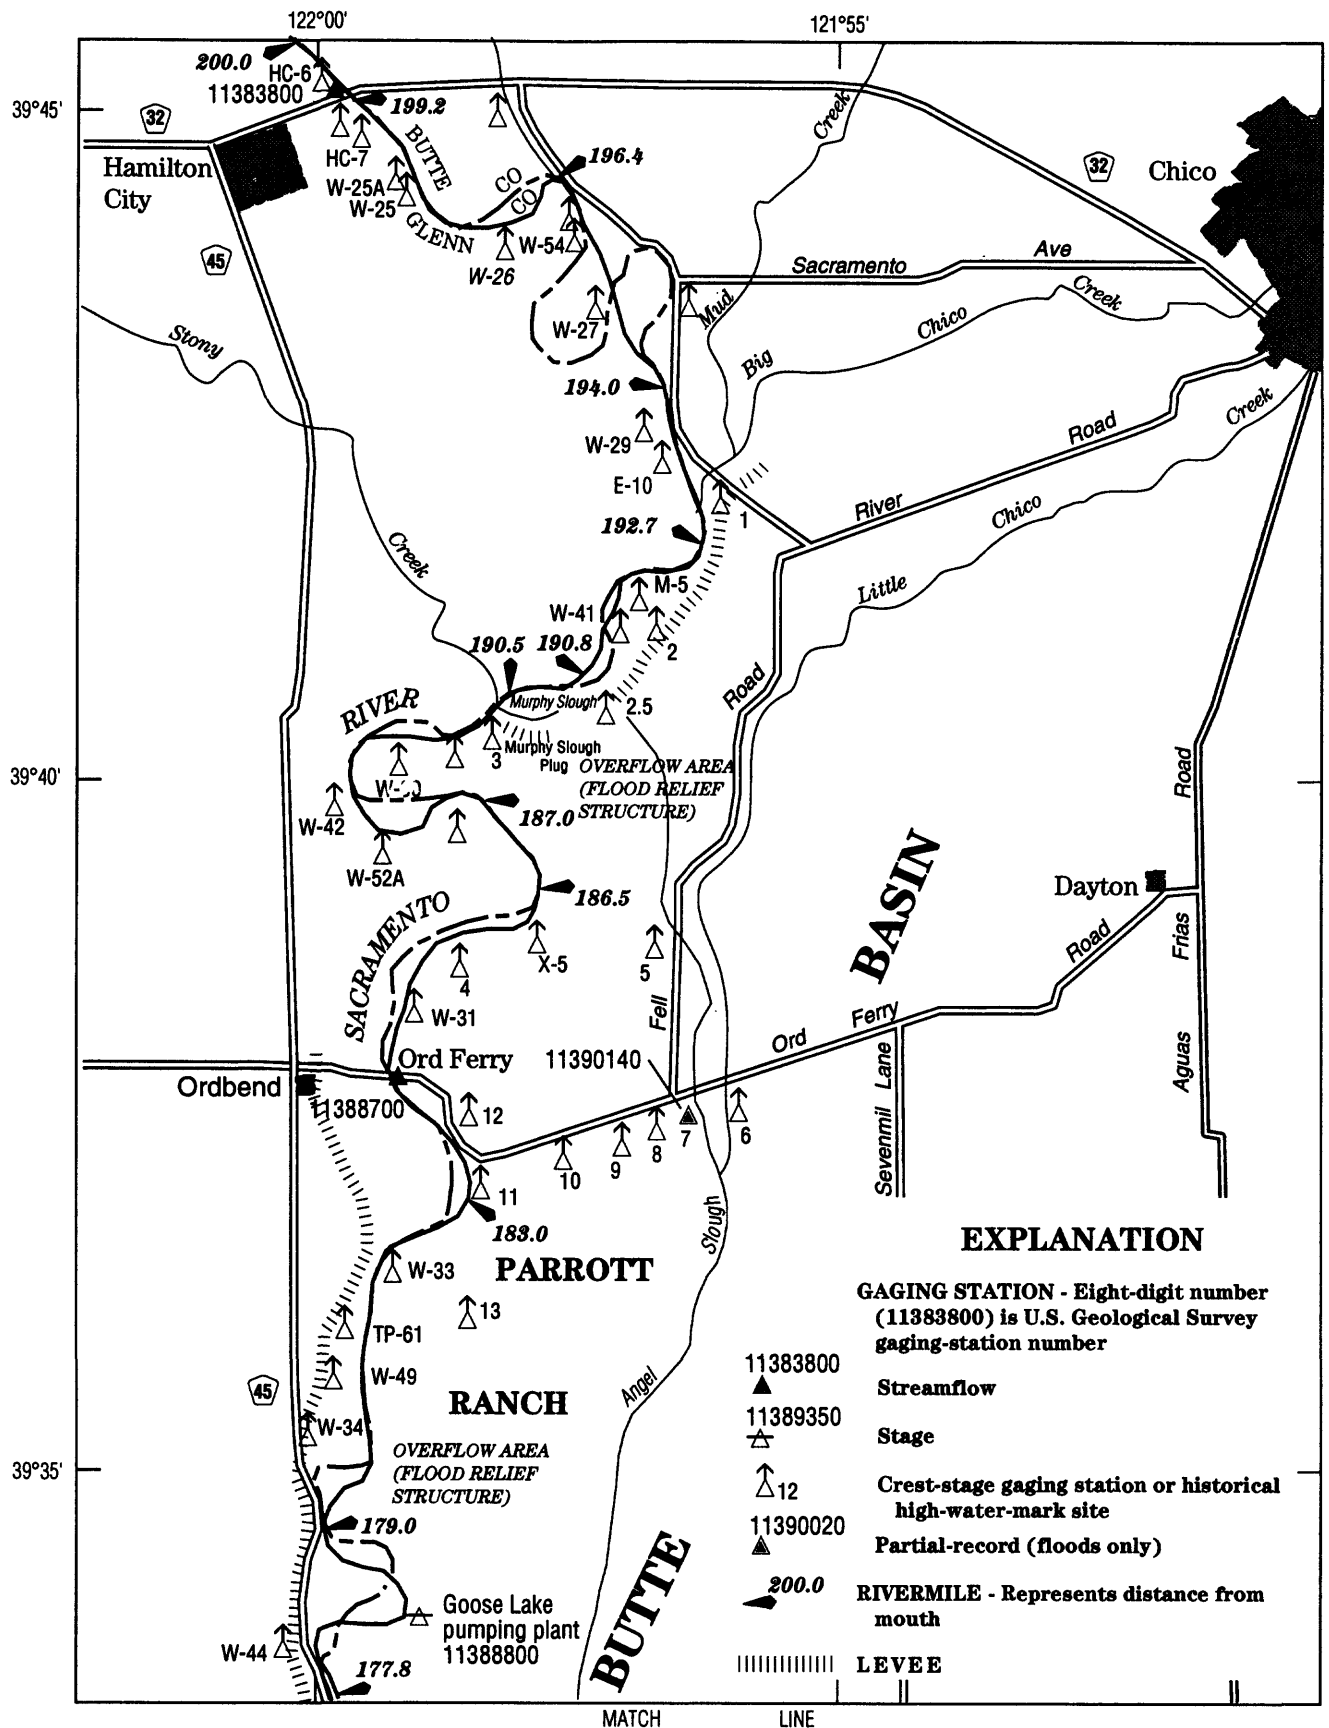 122°00'
121°55'
200.0
HC-6
11383800
39°45'
199.2
32
Hamilton
City
HC-7
BUTTE
W-25A
W-25
GLENN
CO
CO
196.4
W-54
W-26
Creek
32
Chico
45
Sacramento
Ave
Mud
Creek
Chico
Big
Stony
W-27
194.0
W-29
E-10
Road
Creek
River
1
Chico
192.7
Creek
M-5
Little
W-41
2
190.5
190.8
Road
RIVER
Murphy Slough
2.5
3
Murphy Slough
Plug
39°40'
OVERFLOW AREA
(FLOOD RELIEF
STRUCTURE)
W-42
187.0
W-52A
Road
BASIN
Dayton
186.5
SACRAMENTO
X-5
5
4
Road
Frias
W-31
Fell
Ferry
Ord
Ord Ferry
11390140
Ordbend
11388700
Aguas
12
7
6
8
9
10
Sevenmil Lane
11
183.0
Slough
W-33
PARROTT
13
TP-61
W-49
45
RANCH
Angel
W-34
OVERFLOW AREA
(FLOOD RELIEF
STRUCTURE)
39°35'
179.0
BUTTE
Goose Lake
pumping plant
11388800
W-44
177.8
EXPLANATION
GAGING STATION - Eight-digit number
(11383800) is U.S. Geological Survey
gaging-station number
11383800
Streamflow
11389350
Stage
12
Crest-stage gaging station or historical
high-water-mark site
11390020
Partial-record (floods only)
200.0
RIVERMILE - Represents distance from
mouth
LEVEE
MATCH LINE